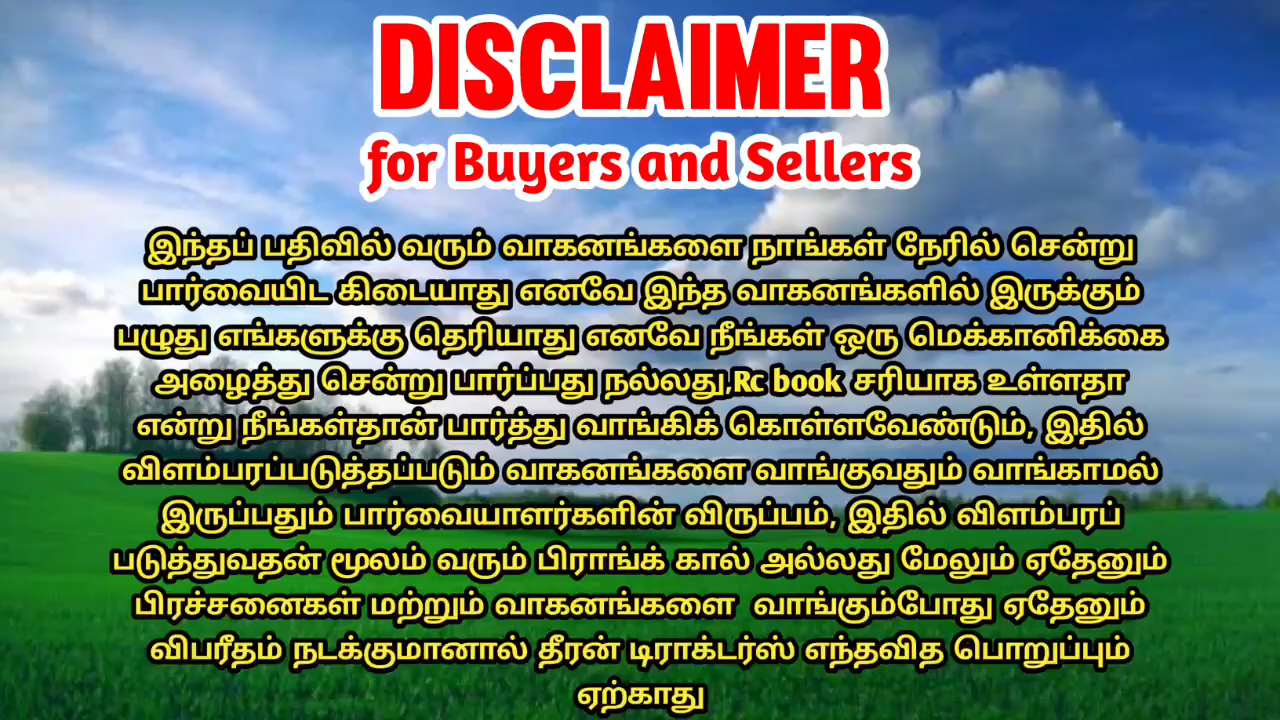 DISCLAIMER
for Buyers and Sellers
இந்தப் பதிவில் வரும் வாகனங்களை நாங்கள் நேரில் சென்று
பார்வையிட கிடையாது எனவே இந்த வாகனங்களில் இருக்கும்
பழுது எங்களுக்கு தெரியாது எனவே நீங்கள் ஒரு மெக்கானிக்கை
அழைத்து சென்று பார்ப்பது நல்லது,Rc book சரியாக உள்ளதா
என்று நீங்கள்தான் பார்த்து வாங்கிக் கொள்ளவேண்டும், இதில்
விளம்பரப்படுத்தப்படும் வாகனங்களை வாங்குவதும் வாங்காமல்
இருப்பதும் பார்வையாளர்களின் விருப்பம், இதில் விளம்பரப்
படுத்துவதன் மூலம் வரும் பிராங்க் கால் அல்லது மேலும் ஏதேனும்
பிரச்சனைகள் மற்றும் வாகனங்களை வாங்கும்போது ஏதேனும்
விபரீதம் நடக்குமானால் தீரன் டிராக்டர்ஸ் எந்தவித பொறுப்பும்
ஏற்காது